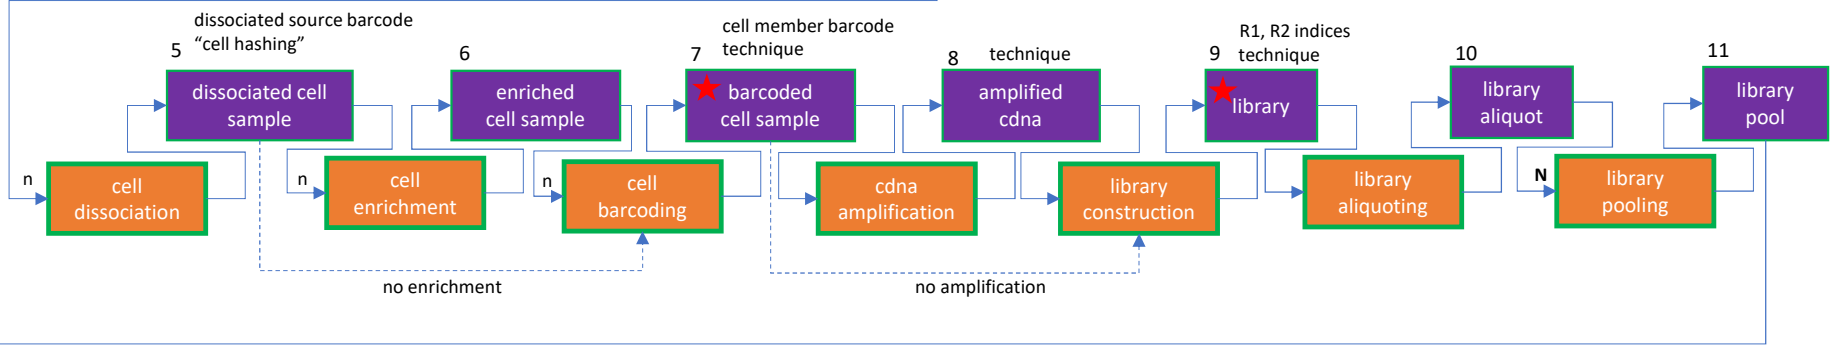 dissociated source barcode
“cell hashing”
5
dissociated cell
sample
6
enriched
cell sample
cell member barcode
technique
7
barcoded
cell sample
8
technique
amplified
cdna
R1, R2 indices
technique
9
library
10
library
aliquot
11
library
pool
n
cell
dissociation
n
cell
enrichment
n
cell
barcoding
cdna
amplification
library
construction
library
aliquoting
N
library
pooling
no enrichment
no amplification